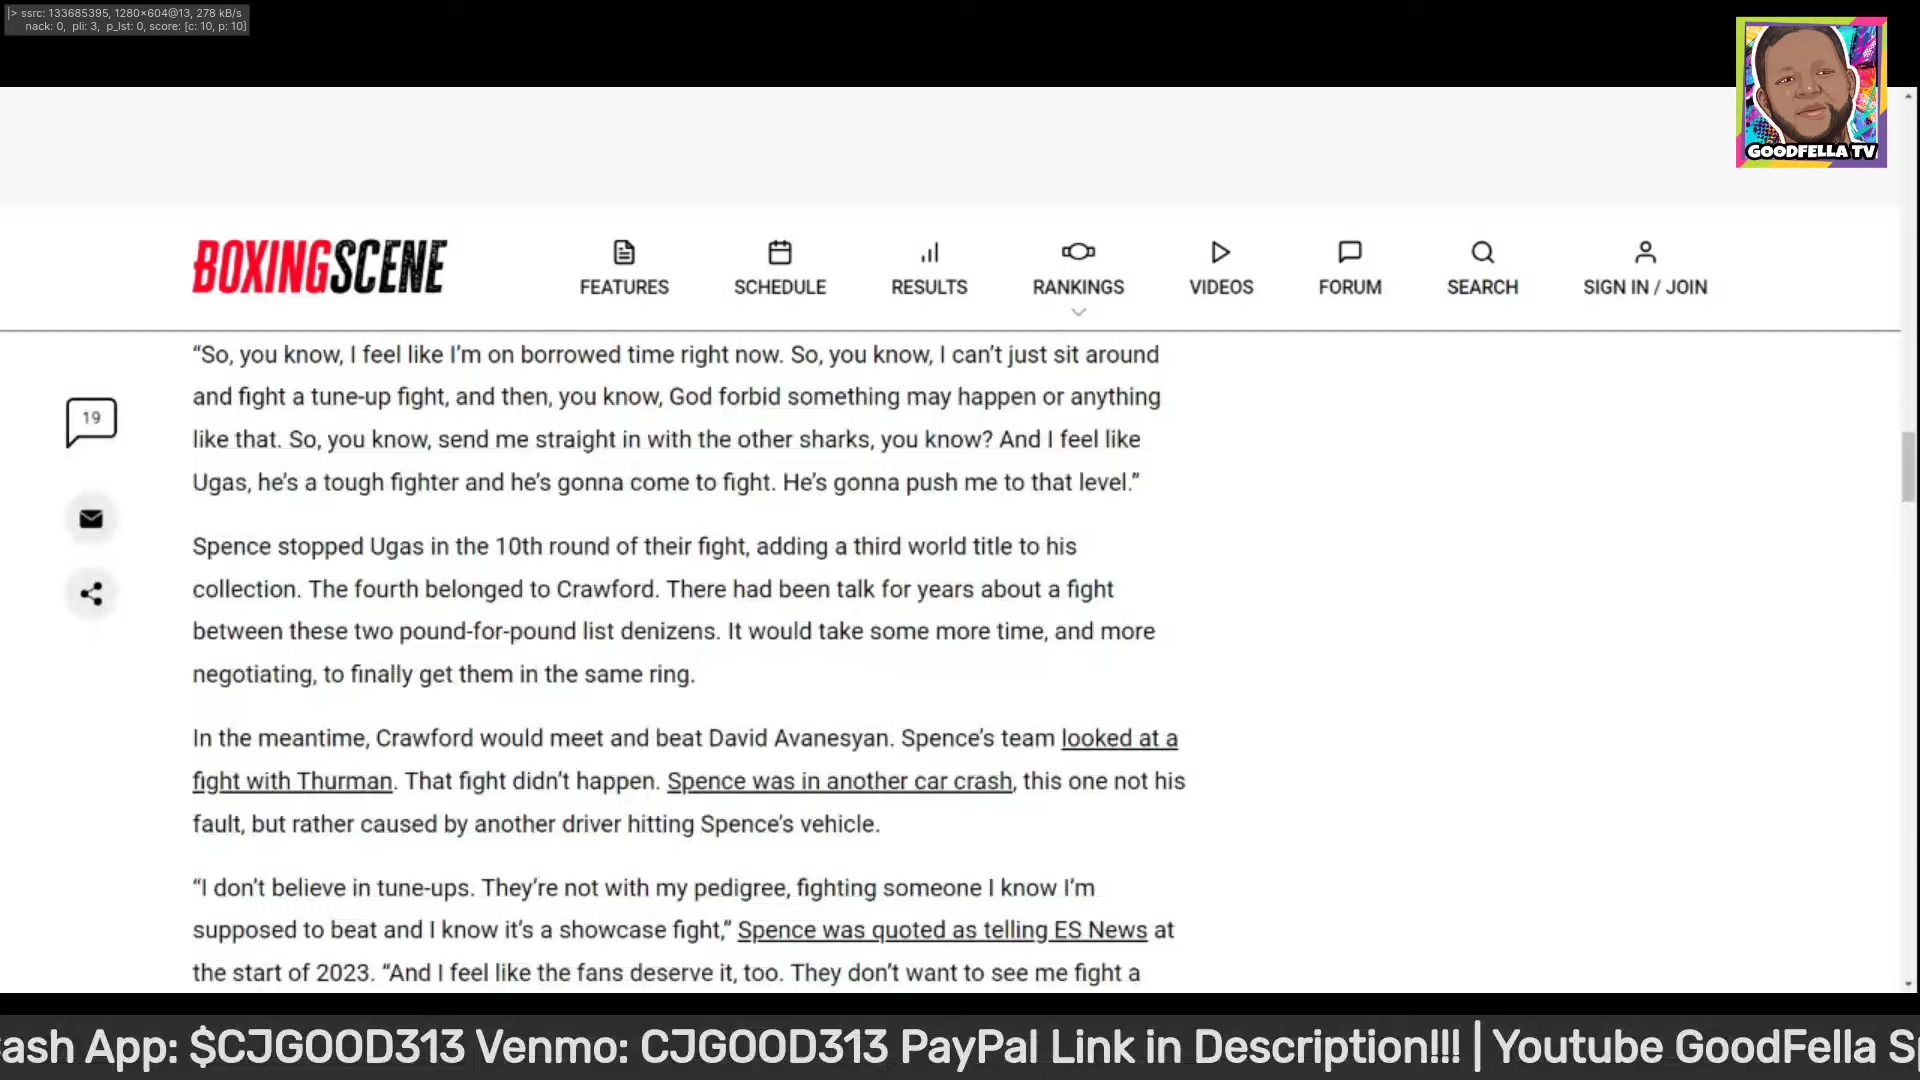 |> ssrc: 133685395, 1280×604@13, 278 kB/s
nack: 0, pli: 3, p_lst: 0, score: [c: 10, p: 10]
GOODFELLA TV
BOXINGSCENE
FEATURES
SCHEDULE
RESULTS
RANKINGS
VIDEOS
FORUM
SEARCH
SIGN IN / JOIN
19
“So, you know, I feel like I’m on borrowed time right now. So, you know, I can’t just sit around
and fight a tune-up fight, and then, you know, God forbid something may happen or anything
like that. So, you know, send me straight in with the other sharks, you know? And I feel like
Ugas, he’s a tough fighter and he’s gonna come to fight. He’s gonna push me to that level.”
Spence stopped Ugas in the 10th round of their fight, adding a third world title to his
collection. The fourth belonged to Crawford. There had been talk for years about a fight
between these two pound-for-pound list denizens. It would take some more time, and more
negotiating, to finally get them in the same ring.
In the meantime, Crawford would meet and beat David Avanesyan. Spence’s team looked at a
fight with Thurman. That fight didn’t happen. Spence was in another car crash, this one not his
fault, but rather caused by another driver hitting Spence’s vehicle.
“I don’t believe in tune-ups. They’re not with my pedigree, fighting someone I know I’m
supposed to beat and I know it’s a showcase fight,” Spence was quoted as telling ES News at
the start of 2023. “And I feel like the fans deserve it, too. They don’t want to see me fight a
ash App: $CJGOOD313 Venmo: CJGOOD313 PayPal Link in Description!!! | Youtube GoodFella Sp